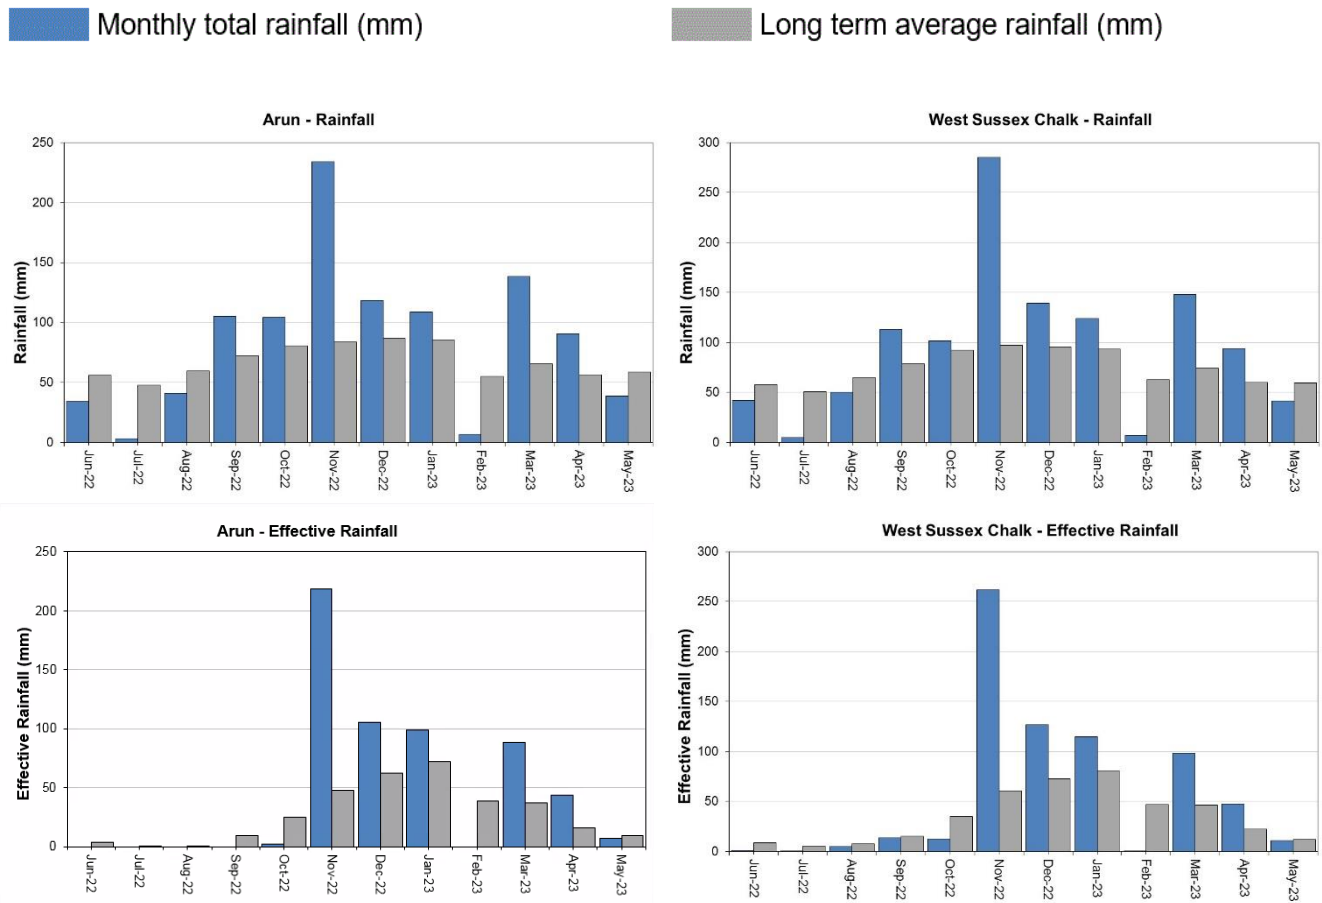 Monthly total rainfall (mm)
Long term average rainfall (mm)
Arun - Rainfall
Rainfall (mm)
250
200
150
100
50
0
Jun-22
Jul-22
Aug-22
Sep-22
Oct-22
Nov-22
Dec-22
Jan-23
Feb-23
Mar-23
Apr-23
May-23
West Sussex Chalk - Rainfall
Rainfall (mm)
300
250
200
150
100
50
0
Jun-22
Jul-22
Aug-22
Sep-22
Oct-22
Nov-22
Dec-22
Jan-23
Feb-23
Mar-23
Apr-23
May-23
Arun - Effective Rainfall
Effective Rainfall (mm)
250
200
150
100
50
0
Jun-22
Jul-22
Aug-22
Sep-22
Oct-22
Nov-22
Dec-22
Jan-23
Feb-23
Mar-23
Apr-23
May-23
West Sussex Chalk - Effective Rainfall
Effective Rainfall (mm)
300
250
200
150
100
50
0
Jun-22
Jul-22
Aug-22
Sep-22
Oct-22
Nov-22
Dec-22
Jan-23
Feb-23
Mar-23
Apr-23
May-23